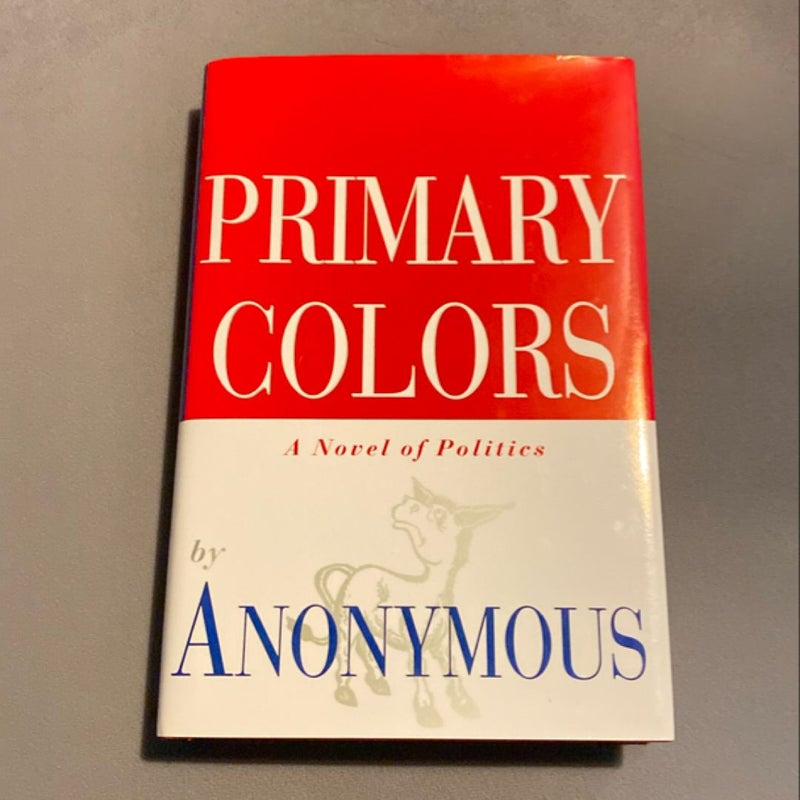 PRIMARY
COLORS
A Novel of Politics
by
ANONYMOUS